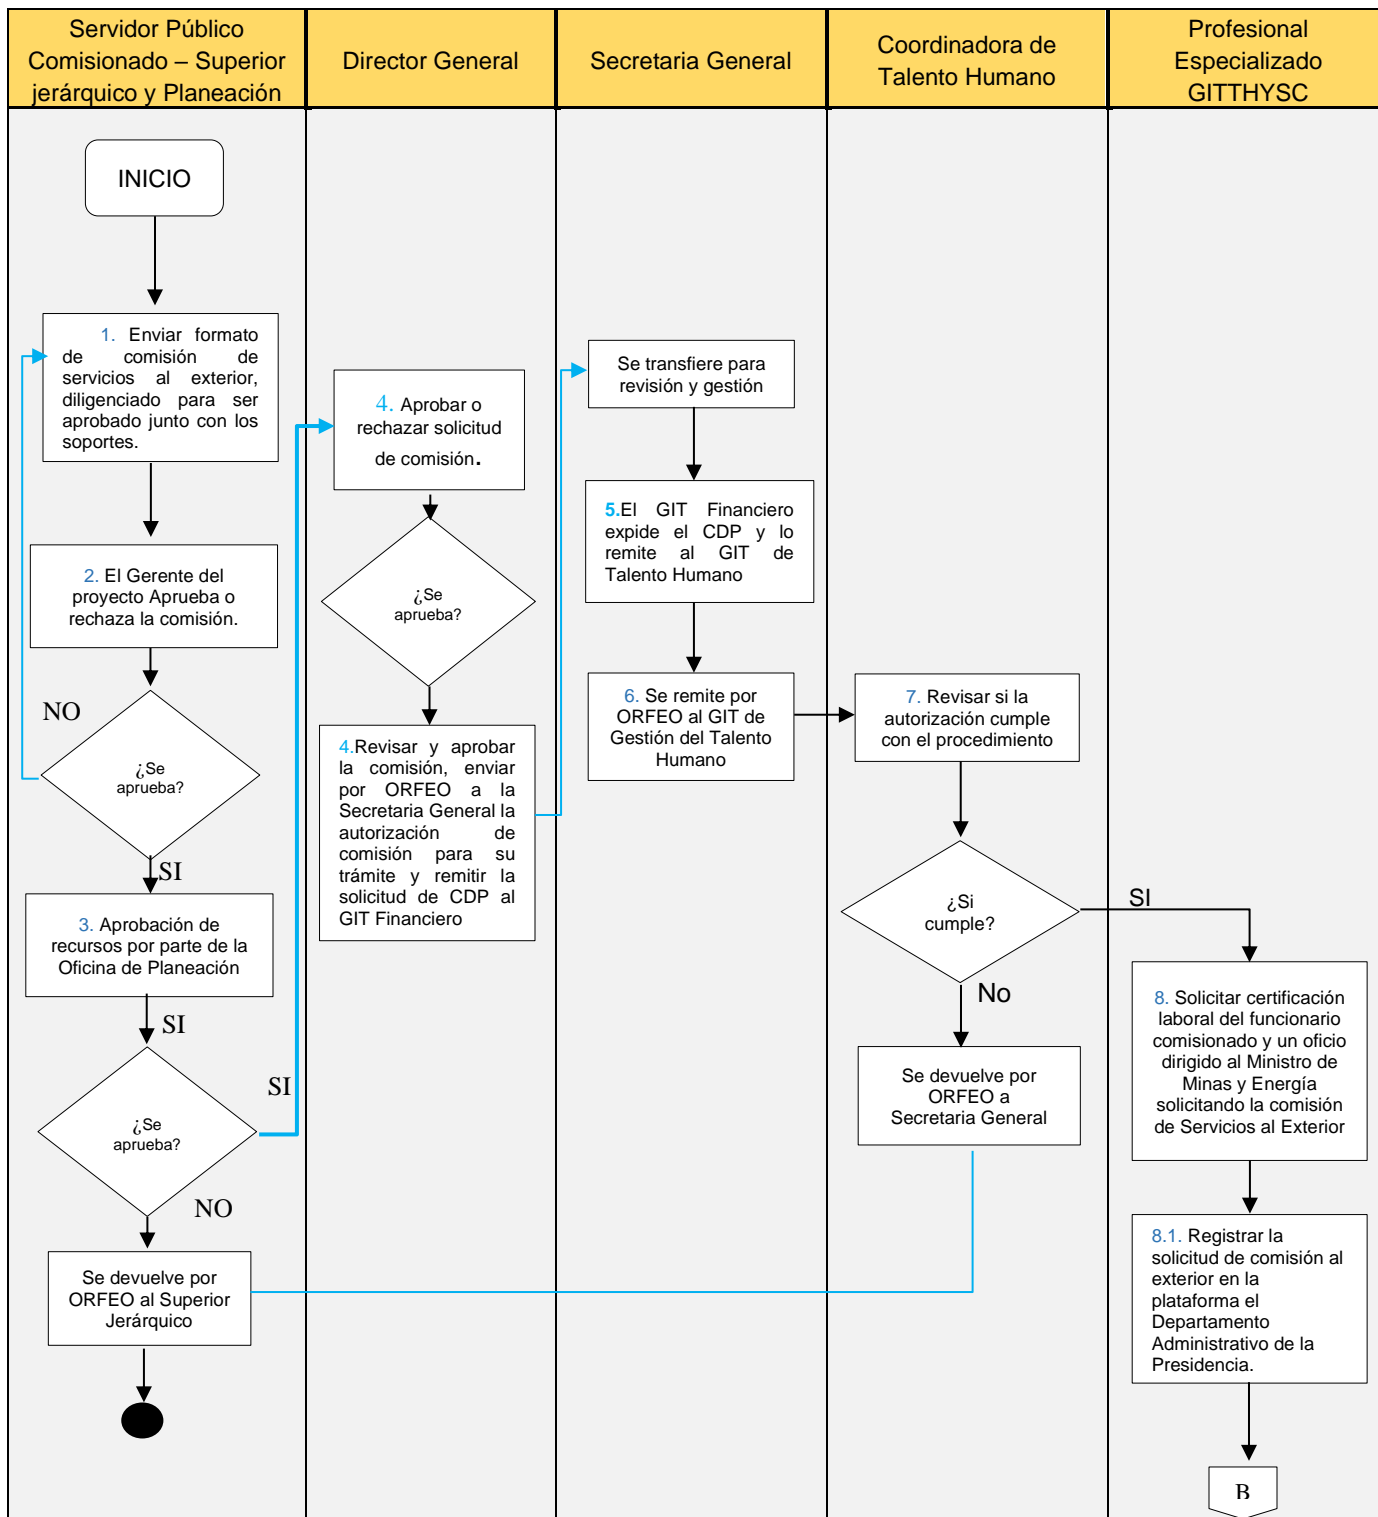 Servidor Público
Comisionado – Superior
jerárquico y Planeación
Director General
Secretaria General
Coordinadora de
Talento Humano
Profesional
Especializado
GITTHYSC
INICIO
1. Enviar formato
de comisión de
servicios al exterior,
diligenciado para ser
aprobado junto con los
soportes.
2. El Gerente del
proyecto Aprueba o
rechaza la comisión.
NO
¿Se
aprueba?
SI
3. Aprobación de
recursos por parte de la
Oficina de Planeación
SI
SI
¿Se
aprueba?
NO
Se devuelve por
ORFEO al Superior
Jerárquico
4. Aprobar o
rechazar solicitud
de comisión.
¿Se
aprueba?
4.Revisar y aprobar
la comisión, enviar
por ORFEO a la
Secretaria General la
autorización de
comisión para su
trámite y remitir la
solicitud de CDP al
GIT Financiero
Se transfiere para
revisión y gestión
5.El GIT Financiero
expide el CDP y lo
remite al GIT de
Talento Humano
6. Se remite por
ORFEO al GIT de
Gestión del Talento
Humano
7. Revisar si la
autorización cumple
con el procedimiento
¿Si
cumple?
SI
No
Se devuelve por
ORFEO a
Secretaria General
8. Solicitar certificación
laboral del funcionario
comisionado y un oficio
dirigido al Ministro de
Minas y Energía
solicitando la comisión
de Servicios al Exterior
8.1. Registrar la
solicitud de comisión al
exterior en la
plataforma el
Departamento
Administrativo de la
Presidencia.
B